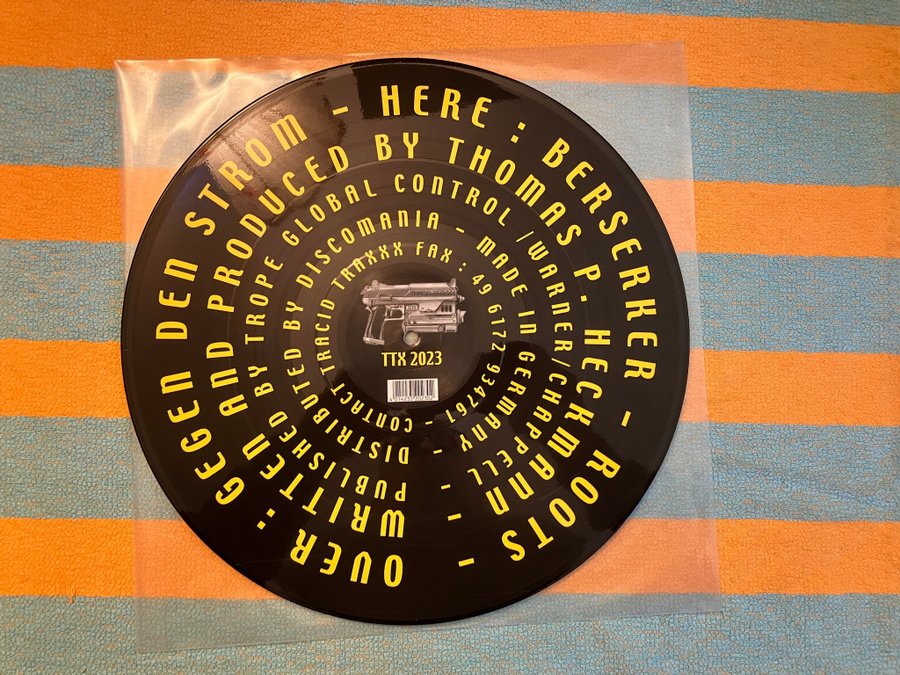 OVER : GEGEN DEN STROM - HERE : BERSERKER - ROOTS -
WRITTEN AND PRODUCED BY THOMAS P. HECKMANN -
PUBLISHED BY TROPE GLOBAL CONTROL /WARNER/CHAPPELL -
DISTRIBUTED BY DISCOMANIA - MADE IN GERMANY -
CONTACT TRACID TRAXXX FAX : 49 6172 934761 -
TTX 2023